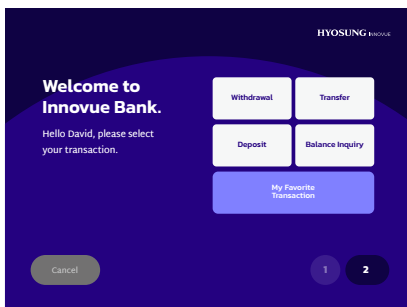 HYOSUNG INNOVUE
Welcome to
Innovue Bank.
Hello David, please select
your transaction.
Withdrawal
Transfer
Deposit
Balance Inquiry
My Favorite
Transaction
Cancel
1
2